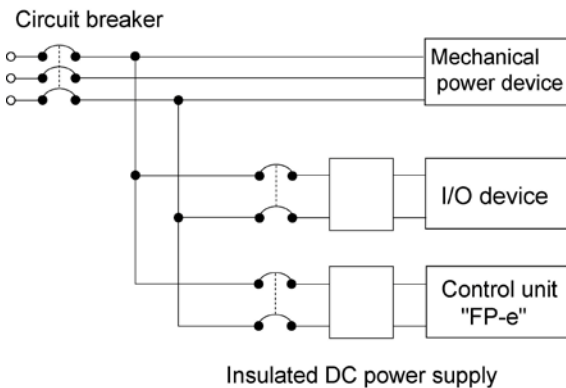 Circuit breaker
Mechanical
power device
I/O device
Control unit
"FP-e"
Insulated DC power supply